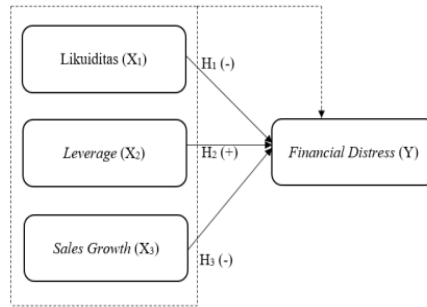 Likuiditas (X₁)
H₁ (-)
Leverage (X₂)
H₂ (+)
Financial Distress (Y)
Sales Growth (X₃)
H₃ (-)